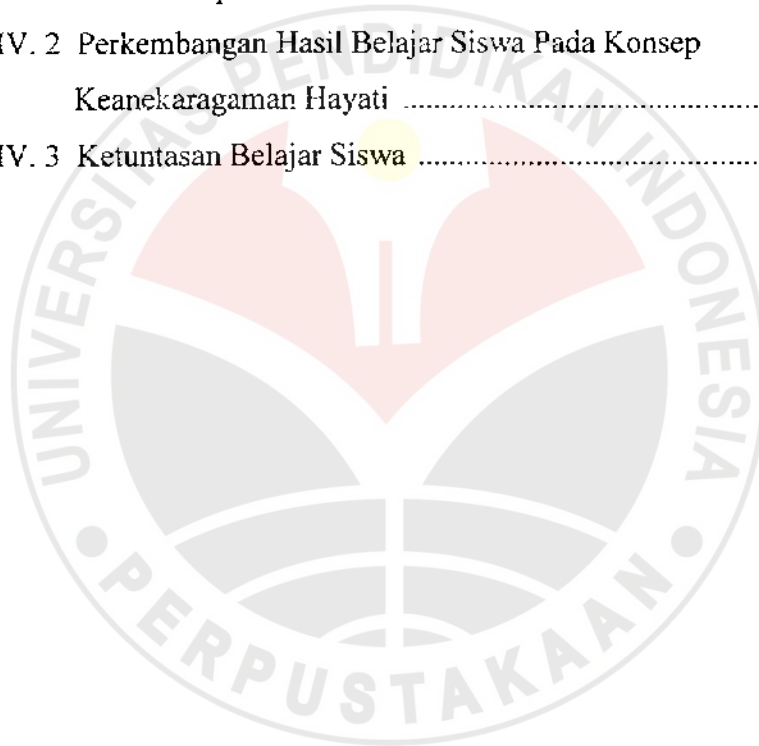 IV. 2 Perkembangan Hasil Belajar Siswa Pada Konsep
Keanekaragaman Hayati ..........................................
IV. 3 Ketuntasan Belajar Siswa ........................................
UNIVERSITAS PENDIDIKAN INDONESIA
PERPUSTAKAAN